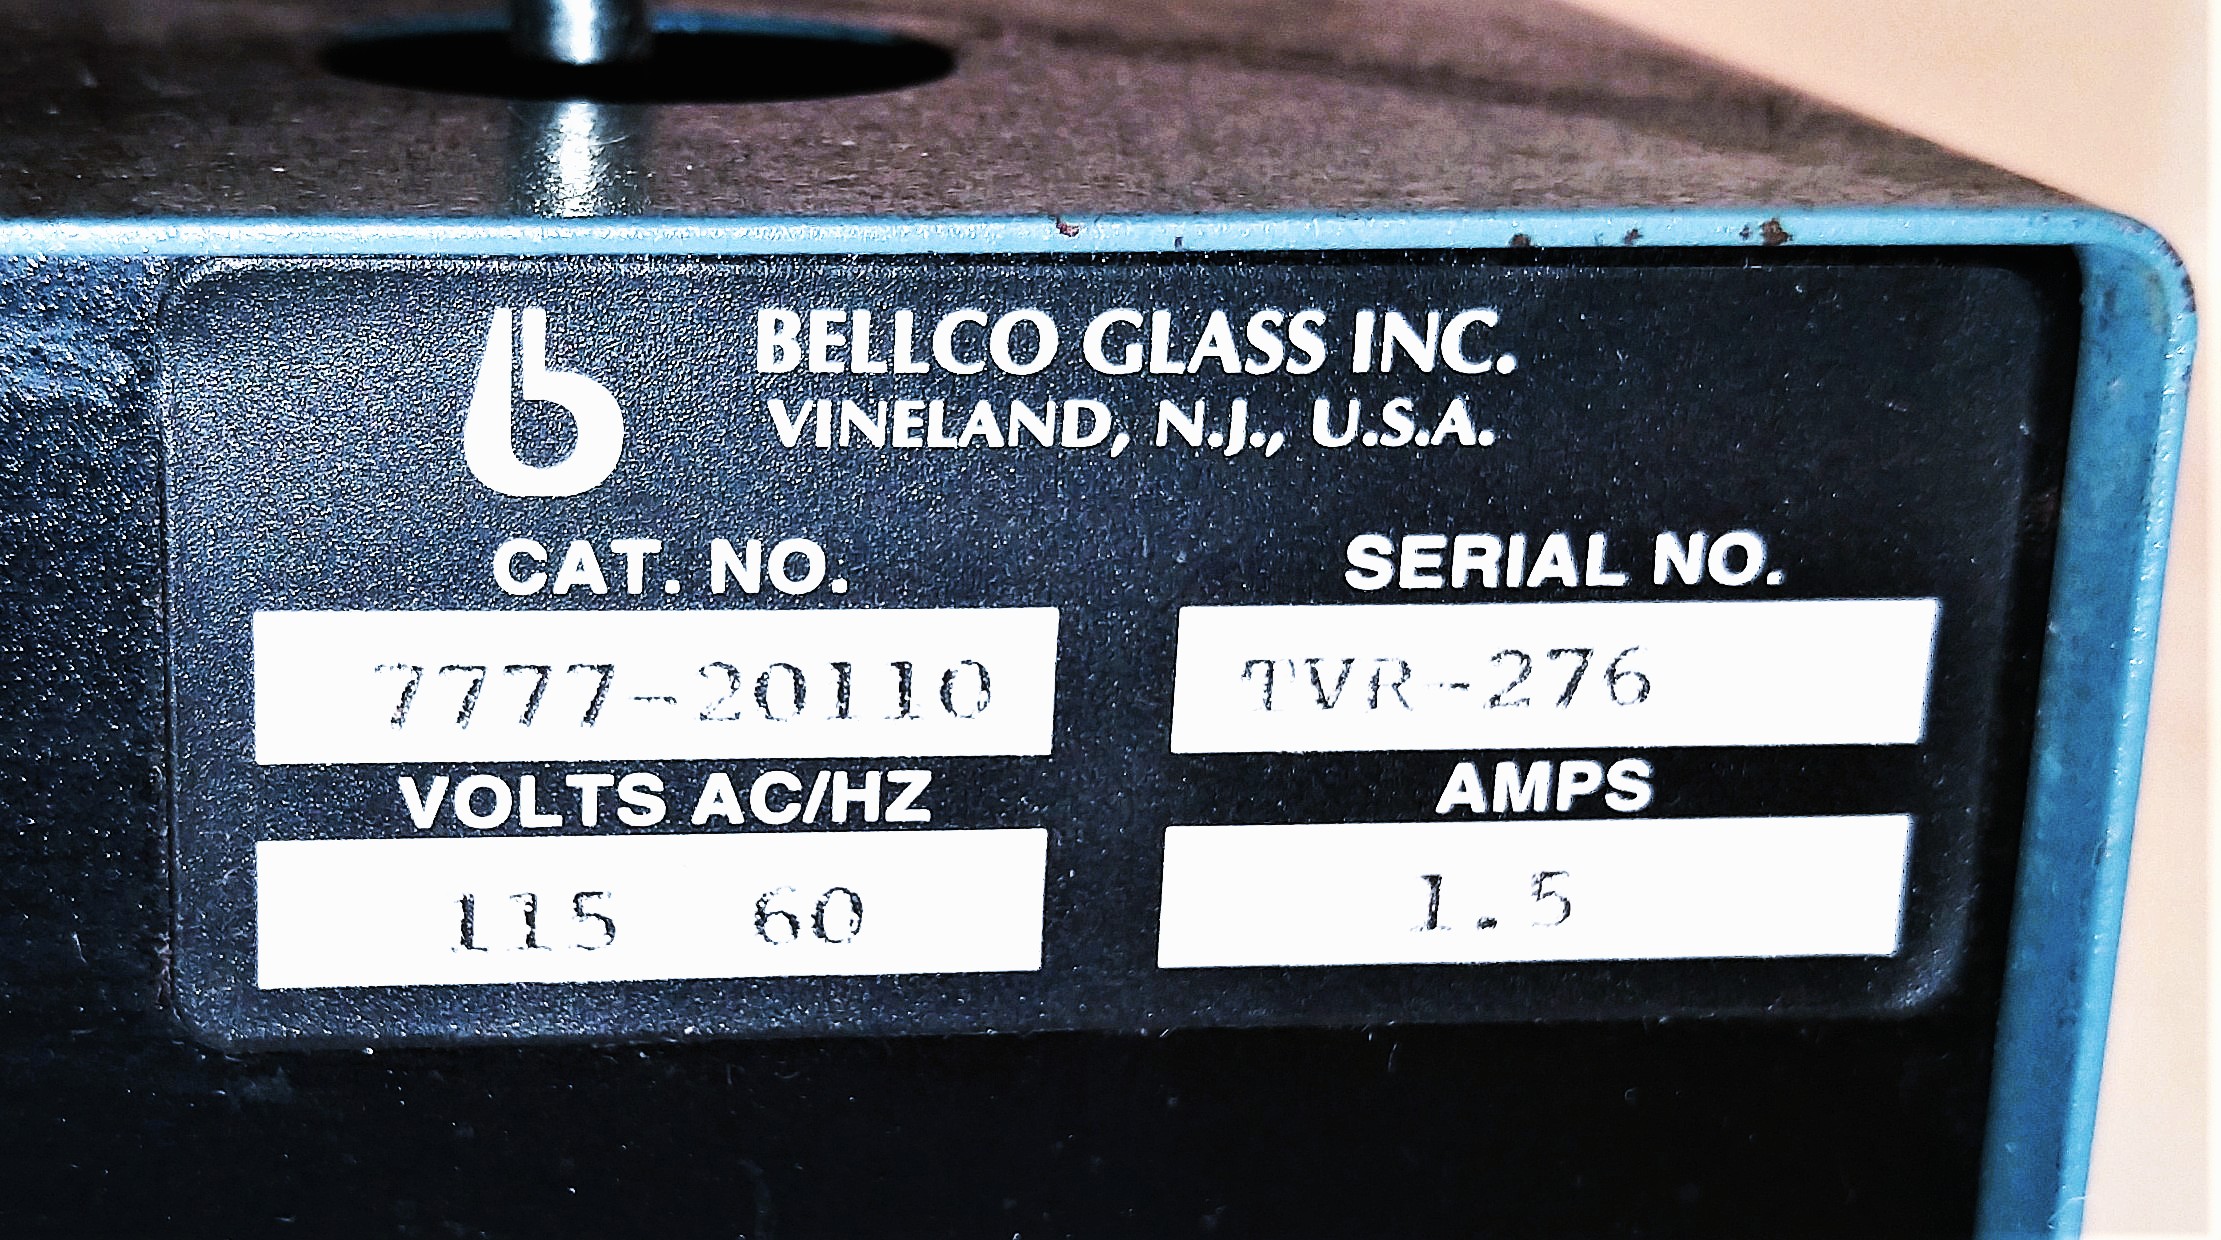 BELLCO GLASS INC.
VINELAND, N.J., U.S.A.
CAT. NO. SERIAL NO.
7777-20110 TVR-276
VOLTS AC/HZ AMPS
115 60 1.5